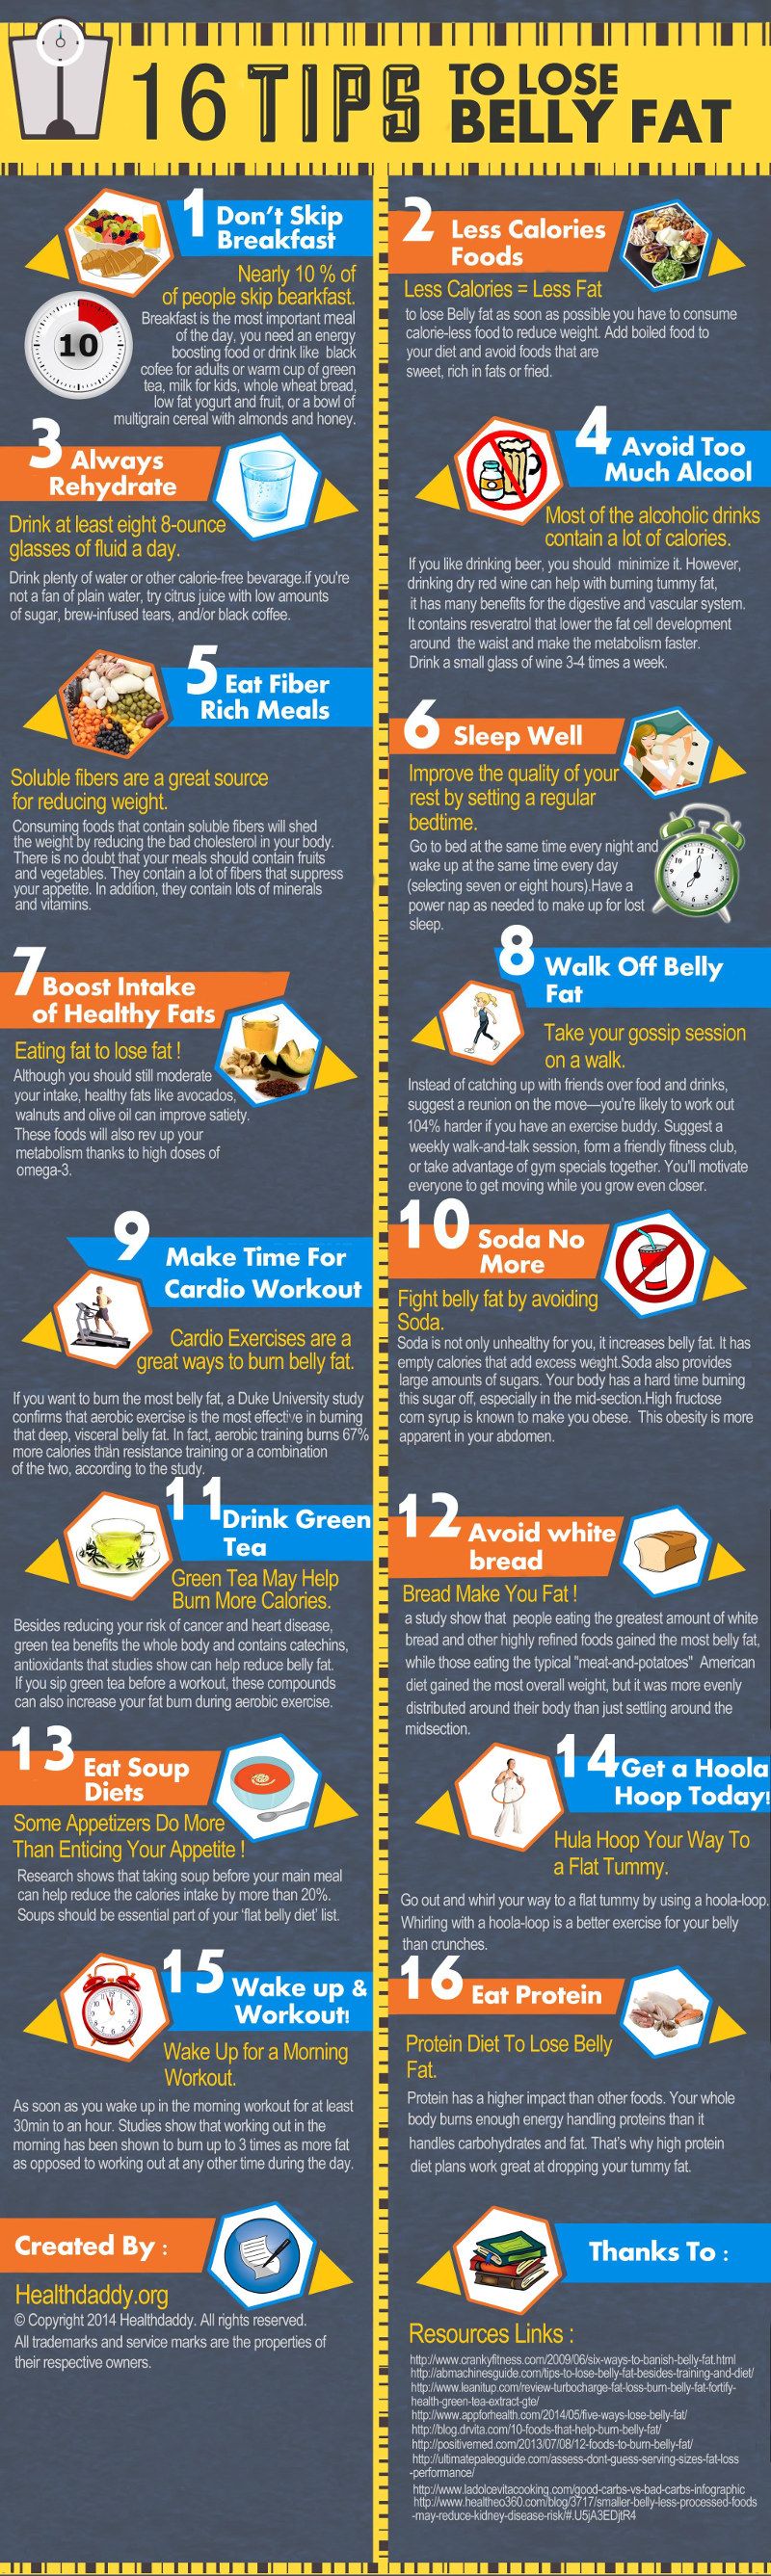 16 TIPS
TO LOSE
BELLY FAT
1 Don't Skip
Breakfast
Nearly 10 % of
of people skip bearkfast.
Breakfast is the most important meal
of the day, you need an energy
boosting food or drink like black
cofee for adults or warm cup of green
tea, milk for kids, whole wheat bread,
low fat yogurt and fruit, or a bowl of
multigrain cereal with almonds and honey.
10
2 Less Calories
Foods
Less Calories = Less Fat
to lose Belly fat as soon as possible you have to consume
calorie-less food to reduce weight. Add boiled food to
your diet and avoid foods that are
sweet, rich in fats or fried.
3 Always
Rehydrate
Drink at least eight 8-ounce
glasses of fluid a day.
Drink plenty of water or other calorie-free bevarage.if you're
not a fan of plain water, try citrus juice with low amounts
of sugar, brew-infused tears, and/or black coffee.
4 Avoid Too
Much Alcool
Most of the alcoholic drinks
contain a lot of calories.
If you like drinking beer, you should minimize it. However,
drinking dry red wine can help with burning tummy fat,
it has many benefits for the digestive and vascular system.
It contains resveratrol that lower the fat cell development
around the waist and make the metabolism faster.
Drink a small glass of wine 3-4 times a week.
5 Eat Fiber
Rich Meals
Soluble fibers are a great source
for reducing weight.
Consuming foods that contain soluble fibers will shed
the weight by reducing the bad cholesterol in your body.
There is no doubt that your meals should contain fruits
and vegetables. They contain a lot of fibers that suppress
your appetite. In addition, they contain lots of minerals
and vitamins.
6 Sleep Well
Improve the quality of your
rest by setting a regular
bedtime.
Go to bed at the same time every night and
wake up at the same time every day
(selecting seven or eight hours).Have a
power nap as needed to make up for lost
sleep.
7 Boost Intake
of Healthy Fats
Eating fat to lose fat !
Although you should still moderate
your intake, healthy fats like avocados,
walnuts and olive oil can improve satiety.
These foods will also rev up your
metabolism thanks to high doses of
omega-3.
8 Walk Off Belly
Fat
Take your gossip session
on a walk.
Instead of catching up with friends over food and drinks,
suggest a reunion on the move—you're likely to work out
104% harder if you have an exercise buddy. Suggest a
weekly walk-and-talk session, form a friendly fitness club,
or take advantage of gym specials together. You'll motivate
everyone to get moving while you grow even closer.
9 Make Time For
Cardio Workout
Cardio Exercises are a
great ways to burn belly fat.
If you want to burn the most belly fat, a Duke University study
confirms that aerobic exercise is the most effective in burning
that deep, visceral belly fat. In fact, aerobic training burns 67%
more calories than resistance training or a combination
of the two, according to the study.
10 Soda No
More
Fight belly fat by avoiding
Soda.
Soda is not only unhealthy for you, it increases belly fat. It has
empty calories that add excess weight.Soda also provides
large amounts of sugars. Your body has a hard time burning
this sugar off, especially in the mid-section.High fructose
corn syrup is known to make you obese. This obesity is more
apparent in your abdomen.
11 Drink Green
Tea
Green Tea May Help
Burn More Calories.
Besides reducing your risk of cancer and heart disease,
green tea benefits the whole body and contains catechins,
antioxidants that studies show can help reduce belly fat.
If you sip green tea before a workout, these compounds
can also increase your fat burn during aerobic exercise.
12 Avoid white
bread
Bread Make You Fat !
a study show that people eating the greatest amount of white
bread and other highly refined foods gained the most belly fat,
while those eating the typical "meat-and-potatoes" American
diet gained the most overall weight, but it was more evenly
distributed around their body than just settling around the
midsection.
13 Eat Soup
Diets
Some Appetizers Do More
Than Enticing Your Appetite !
Research shows that taking soup before your main meal
can help reduce the calories intake by more than 20%.
Soups should be essential part of your 'flat belly diet' list.
14 Get a Hoola
Hoop Today!
Hula Hoop Your Way To
a Flat Tummy.
Go out and whirl your way to a flat tummy by using a hoola-loop.
Whirling with a hoola-loop is a better exercise for your belly
than crunches.
15 Wake up &
Workout!
Wake Up for a Morning
Workout.
As soon as you wake up in the morning workout for at least
30min to an hour. Studies show that working out in the
morning has been shown to burn up to 3 times as more fat
as opposed to working out at any other time during the day.
16 Eat Protein
Protein Diet To Lose Belly
Fat.
Protein has a higher impact than other foods. Your whole
body burns enough energy handling proteins than it
handles carbohydrates and fat. That's why high protein
diet plans work great at dropping your tummy fat.
Created By :
Healthdaddy.org
© Copyright 2014 Healthdaddy. All rights reserved.
All trademarks and service marks are the properties of
their respective owners.
Thanks To :
Resources Links :
http://www.crankyfitness.com/2009/06/six-ways-to-banish-belly-fat.html
http://abmachinesguide.com/tips-to-lose-belly-fat-besides-training-and-diet/
http://www.leanitup.com/review-turbocharge-fat-loss-burn-belly-fat-fortify-
health-green-tea-extract-gte/
http://www.appforhealth.com/2014/05/five-ways-lose-belly-fat/
http://blog.drvita.com/10-foods-that-help-burn-belly-fat/
http://positivemed.com/2013/07/08/12-foods-to-burn-belly-fat/
http://ultimatepaleoguide.com/assess-dont-guess-serving-sizes-fat-loss
-performance/
http://www.ladolcevitacooking.com/good-carbs-vs-bad-carbs-infographic
http://www.healtheo360.com/blog/3717/smaller-belly-less-processed-foods
-may-reduce-kidney-disease-risk/#.U5jA3EDjtR4